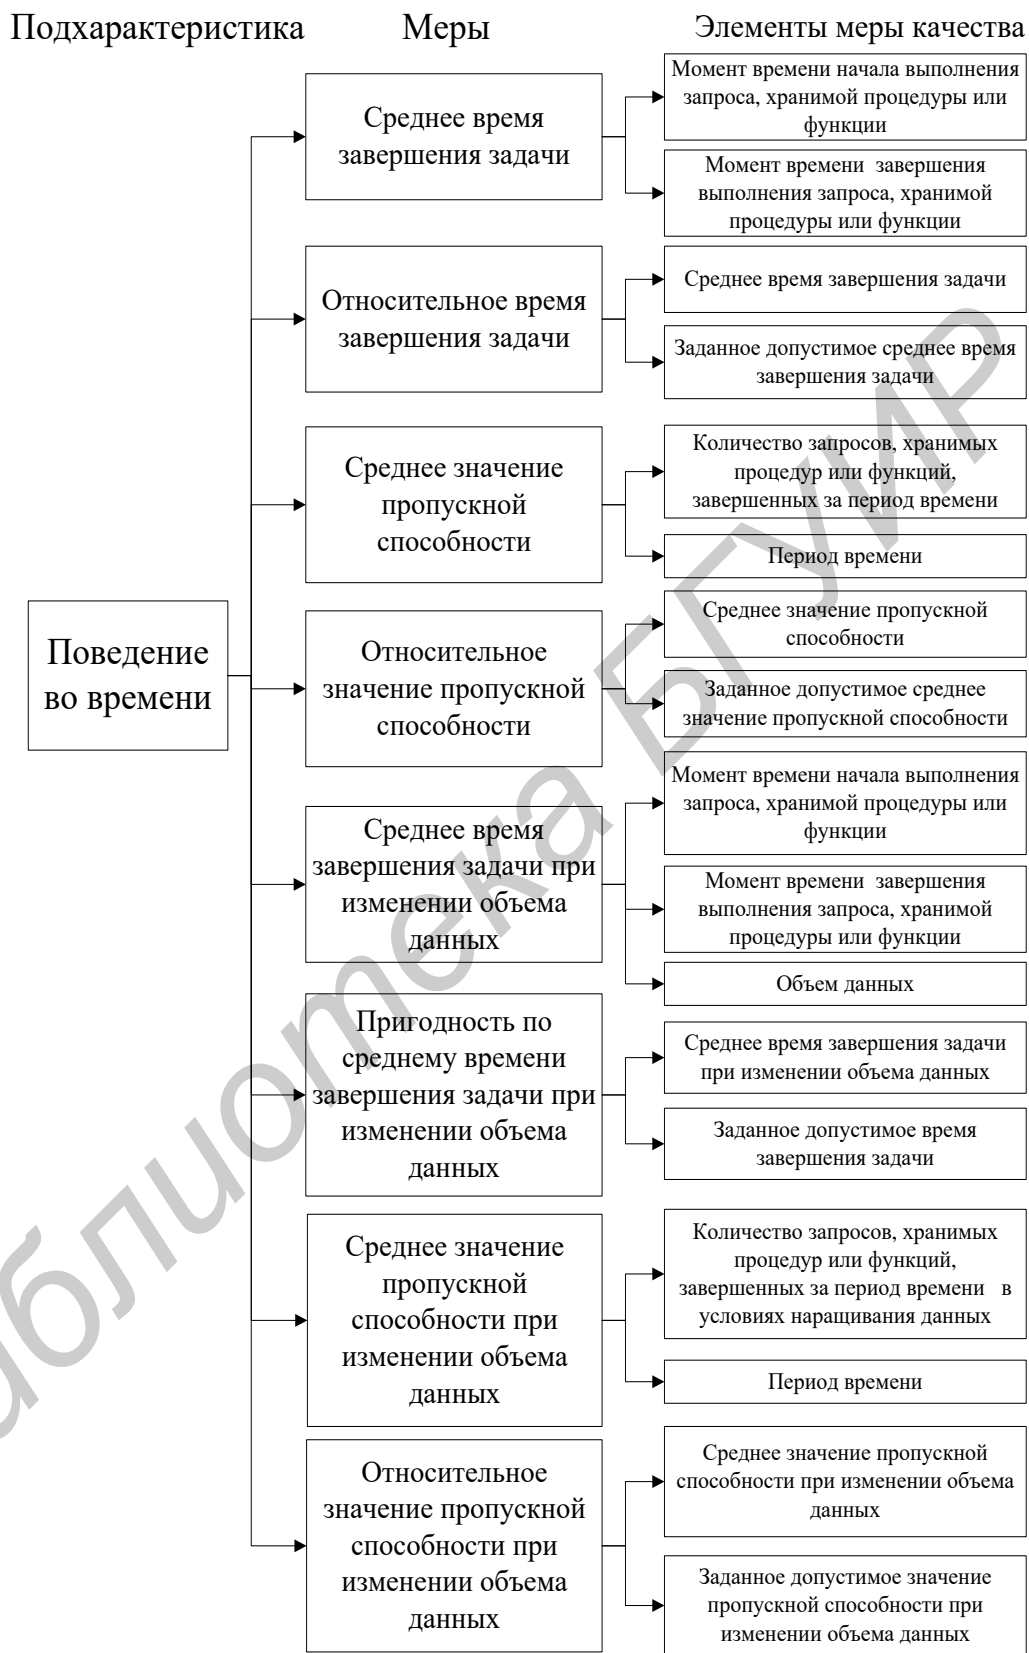 Подхарактеристика Меры Элементы меры качества
Поведение
во времени
Среднее время
завершения задачи
Момент времени начала выполнения
запроса, хранимой процедуры или
функции
Момент времени завершения
выполнения запроса, хранимой
процедуры или функции
Относительное время
завершения задачи
Среднее время завершения задачи
Заданное допустимое среднее время
завершения задачи
Среднее значение
пропускной
способности
Количество запросов, хранимых
процедур или функций,
завершенных за период времени
Период времени
Относительное
значение пропускной
способности
Среднее значение пропускной
способности
Заданное допустимое среднее
значение пропускной способности
Среднее время
завершения задачи при
изменении объема
данных
Момент времени начала выполнения
запроса, хранимой процедуры или
функции
Момент времени завершения
выполнения запроса, хранимой
процедуры или функции
Объем данных
Пригодность по
среднему времени
завершения задачи при
изменении объема
данных
Среднее время завершения задачи
при изменении объема данных
Заданное допустимое время
завершения задачи
Среднее значение
пропускной
способности при
изменении объема
данных
Количество запросов, хранимых
процедур или функций,
завершенных за период времени в
условиях наращивания данных
Период времени
Относительное
значение пропускной
способности при
изменении объема
данных
Среднее значение пропускной
способности при изменении объема
данных
Заданное допустимое значение
пропускной способности при
изменении объема данных
иблиотека БГУИР